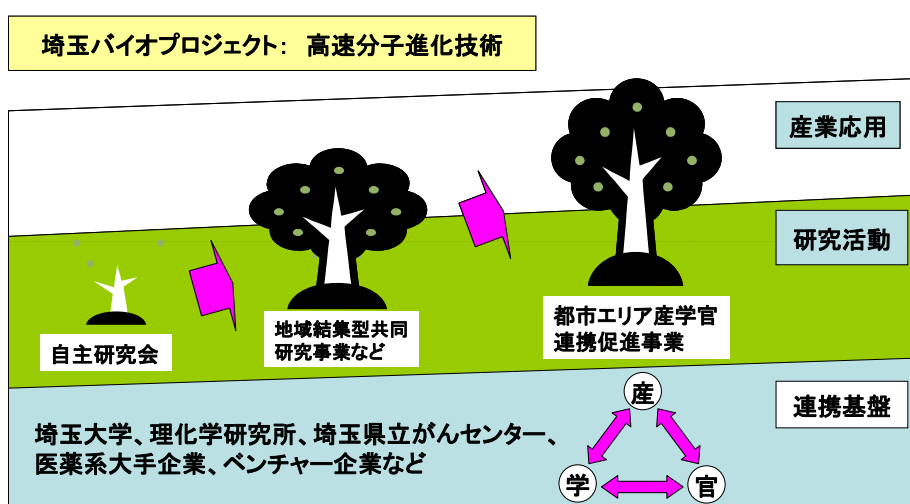 埼玉バイオプロジェクト： 高速分子進化技術
産業応用
研究活動
自主研究会
地域結集型共同
研究事業など
都市エリア産学官
連携促進事業
連携基盤
埼玉大学、理化学研究所、埼玉県立がんセンター、
医薬系大手企業、ベンチャー企業など
産
学
官